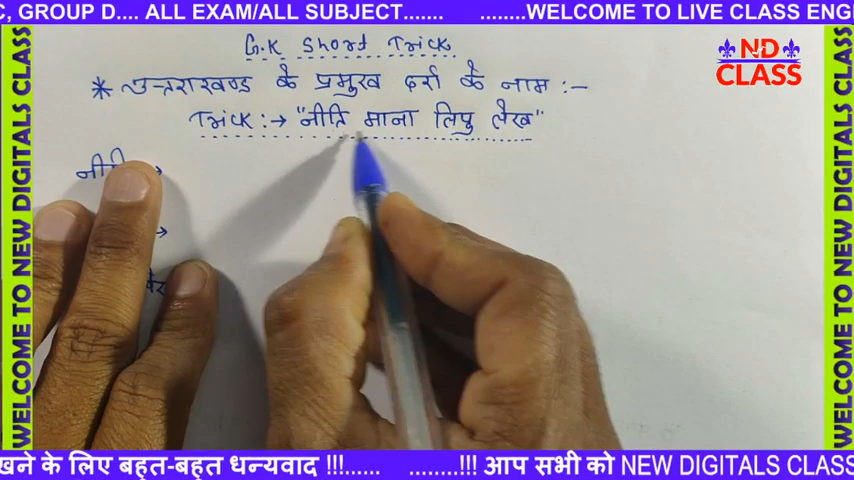 C, GROUP D.... ALL EXAM/ALL SUBJECT....... ........WELCOME TO LIVE CLASS ENG
ND
CLASS
G.K Short Trick
* उत्तराखण्ड के प्रमुख दर्रा के नाम :-
Trick :→ "नीति माना लिपु लेख"
नीति →
→
WELCOME TO NEW DIGITALS CLASS
WELCOME TO NEW DIGITALS CLASS
खने के लिए बहुत-बहुत धन्यवाद !!!...... ........!!! आप सभी को NEW DIGITALS CLASS